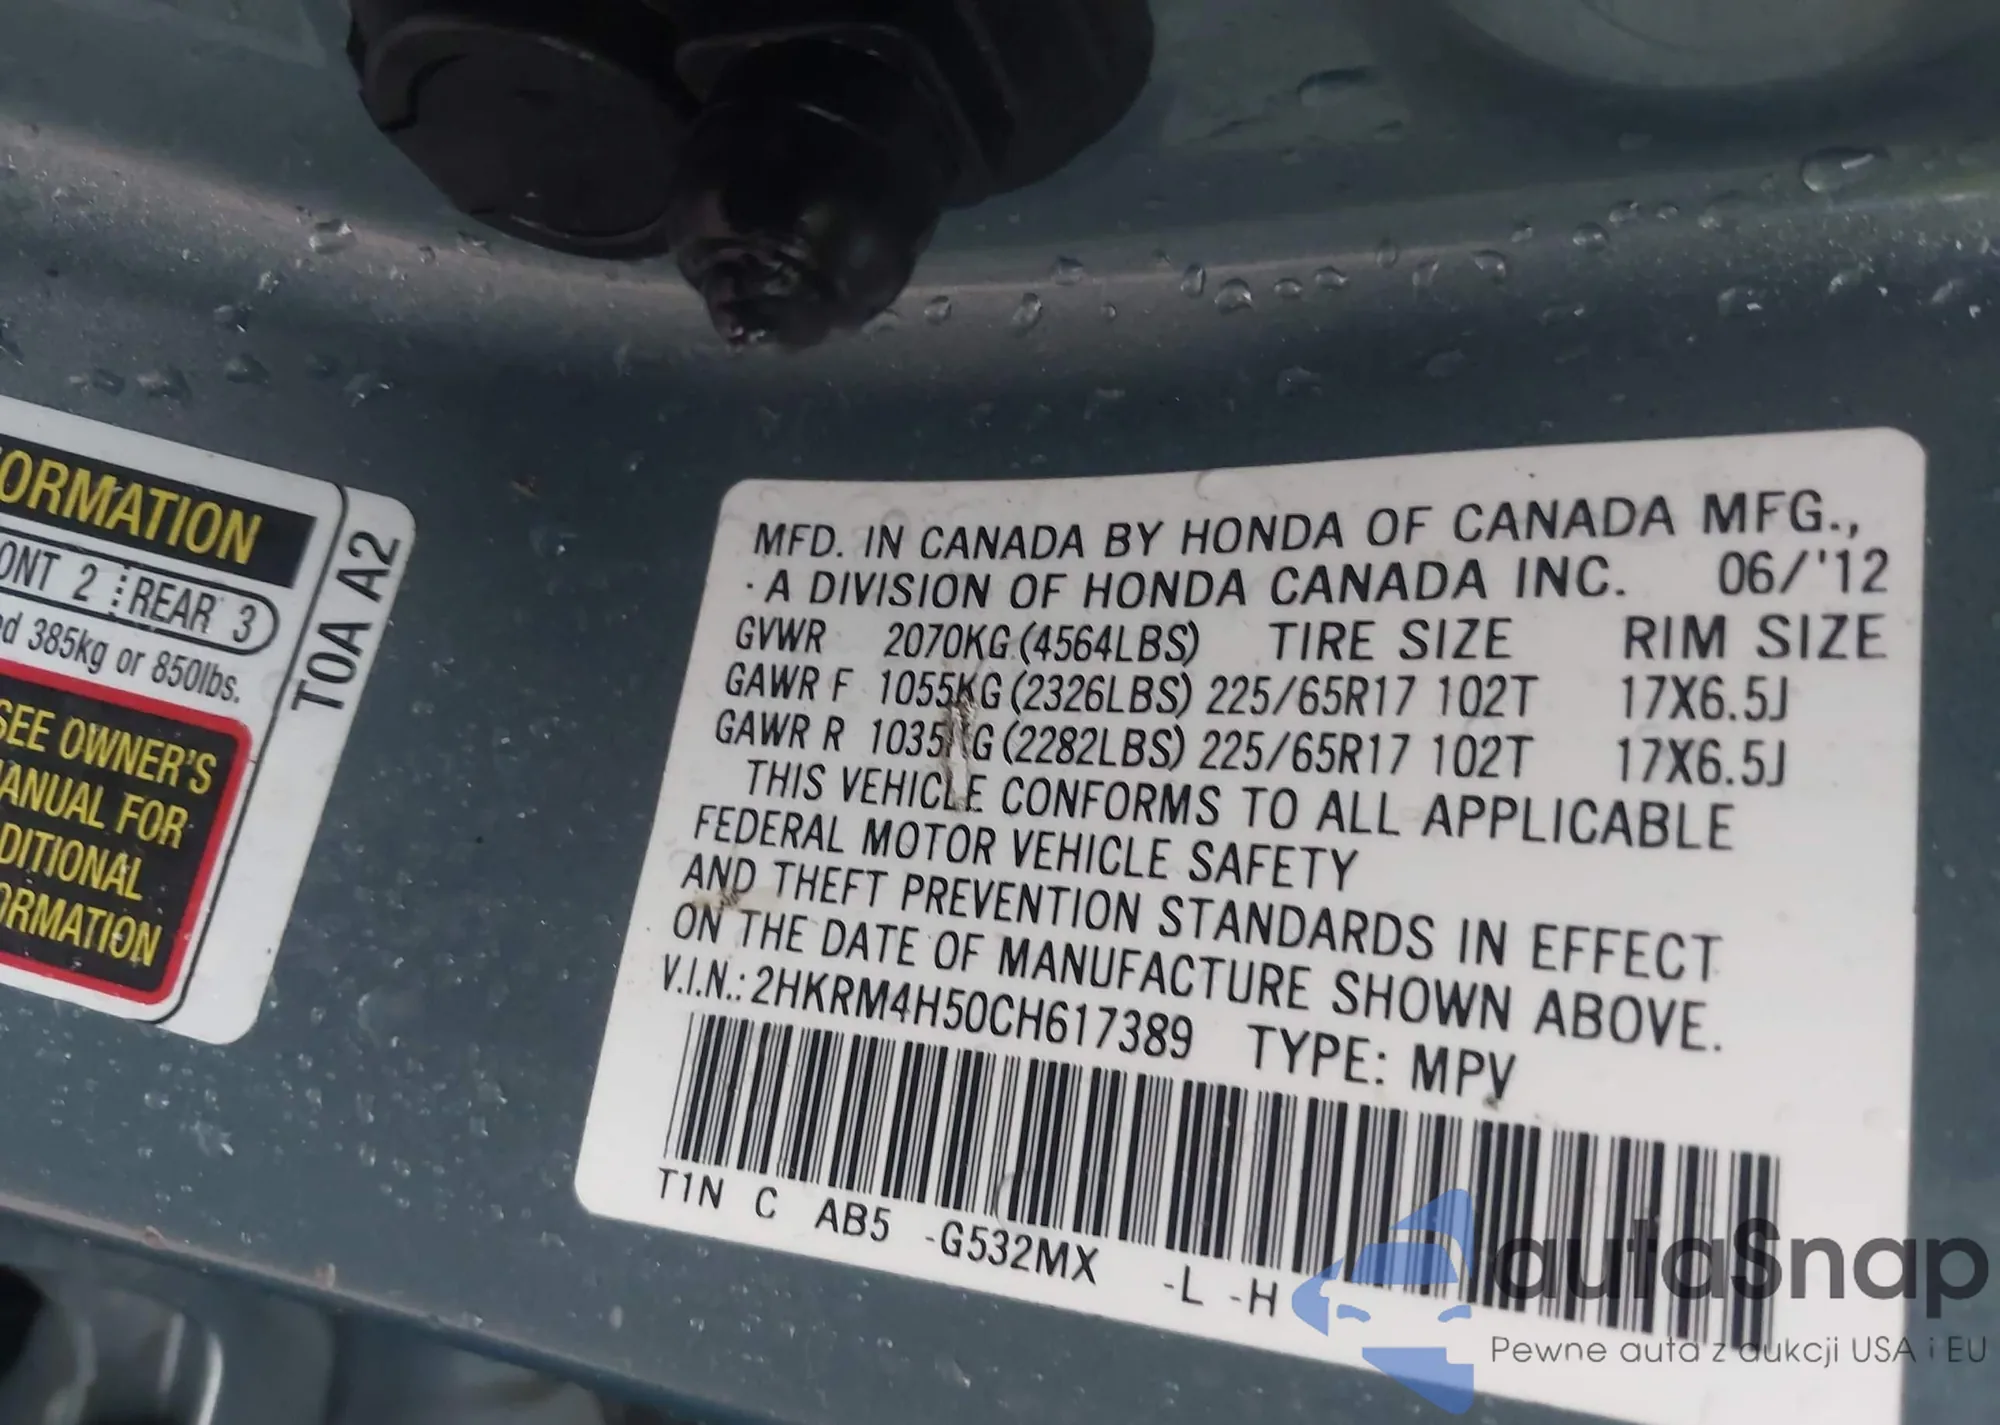 ORMATION
ONT 2 REAR 3
ed 385kg or 850lbs.
SEE OWNER'S
MANUAL FOR
DITIONAL
ORMATION
T0A A2
MFD. IN CANADA BY HONDA OF CANADA MFG.,
A DIVISION OF HONDA CANADA INC. 06/'12
GVWR 2070KG (4564LBS) TIRE SIZE RIM SIZE
GAWR F 1055KG (2326LBS) 225/65R17 102T 17X6.5J
GAWR R 1035KG (2282LBS) 225/65R17 102T 17X6.5J
THIS VEHICLE CONFORMS TO ALL APPLICABLE
FEDERAL MOTOR VEHICLE SAFETY
AND THEFT PREVENTION STANDARDS IN EFFECT
ON THE DATE OF MANUFACTURE SHOWN ABOVE.
V.I.N.: 2HKRM4H50CH617389 TYPE: MPV
T1N C AB5 -G532MX -L -H
autaSnap
Pewne auta z aukcji USA i EU